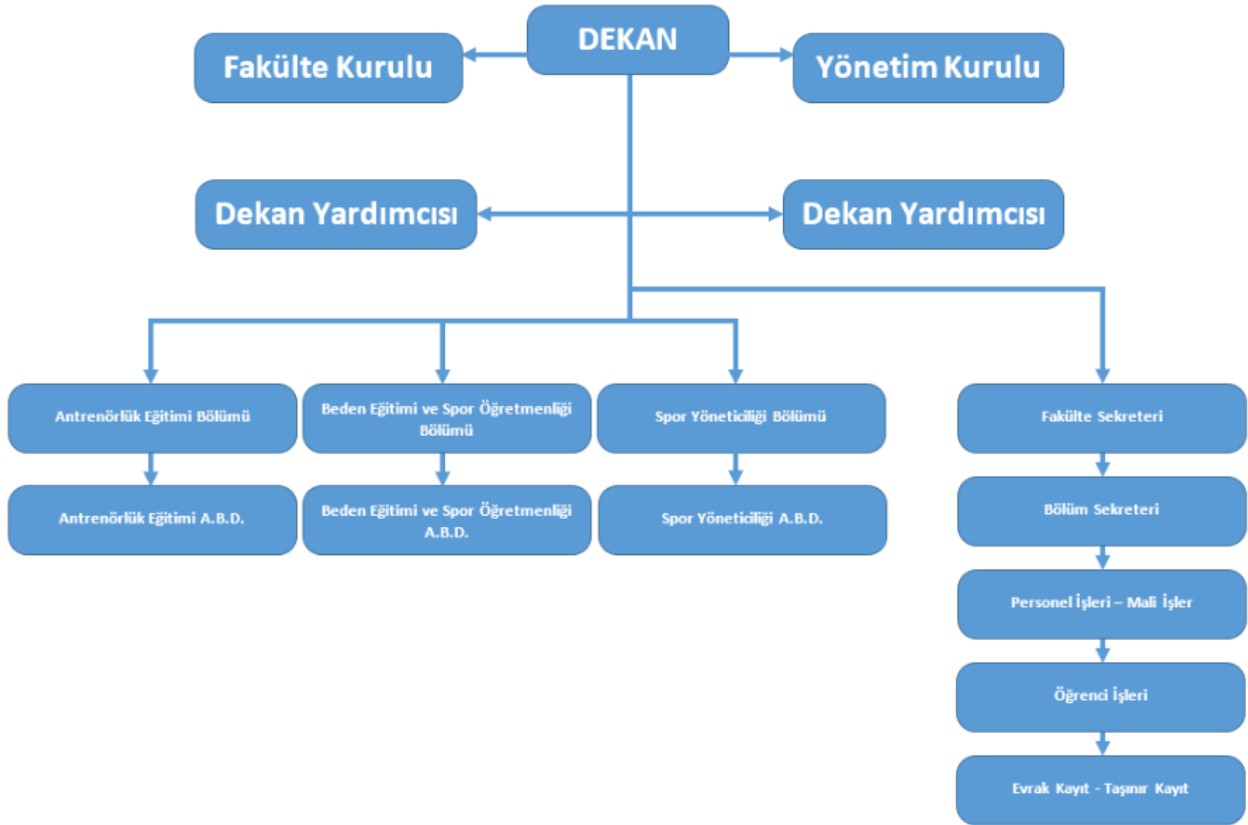 DEKAN
Fakülte Kurulu
Yönetim Kurulu
Dekan Yardımcısı
Dekan Yardımcısı
Antrenörlük Eğitimi Bölümü
Beden Eğitimi ve Spor Öğretmenliği
Bölümü
Spor Yöneticiliği Bölümü
Fakülte Sekreteri
Antrenörlük Eğitimi A.B.D.
Beden Eğitimi ve Spor Öğretmenliği
A.B.D.
Spor Yöneticiliği A.B.D.
Bölüm Sekreteri
Personel İşleri – Mali İşler
Öğrenci İşleri
Evrak Kayıt - Taşınır Kayıt